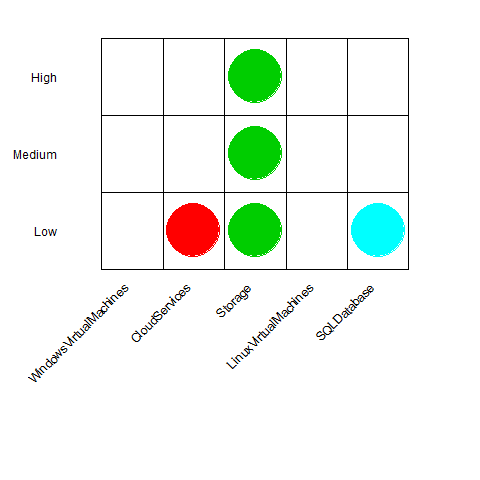 High
Medium
Low
WindowsVirtualMachines
CloudServices
Storage
LinuxVirtualMachines
SQLDatabase